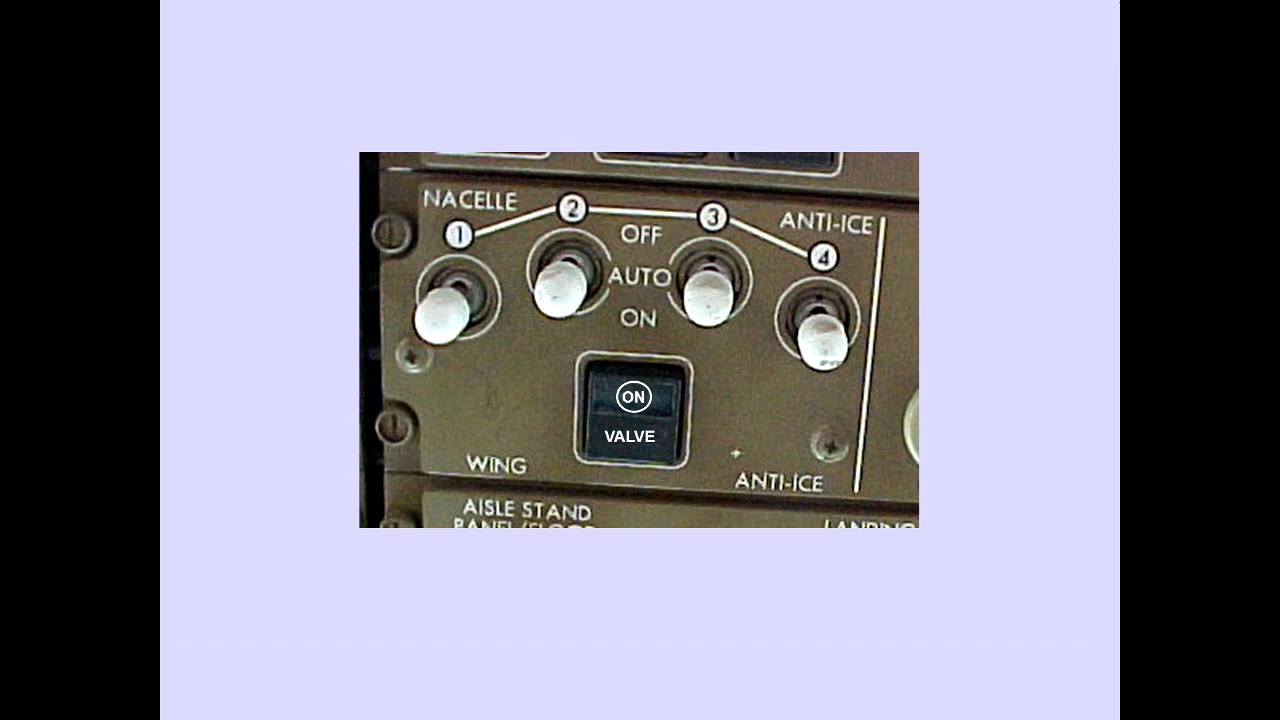 NACELLE
1
2
3
4
ANTI-ICE
OFF
AUTO
ON
ON
VALVE
WING
ANTI-ICE
AISLE STAND